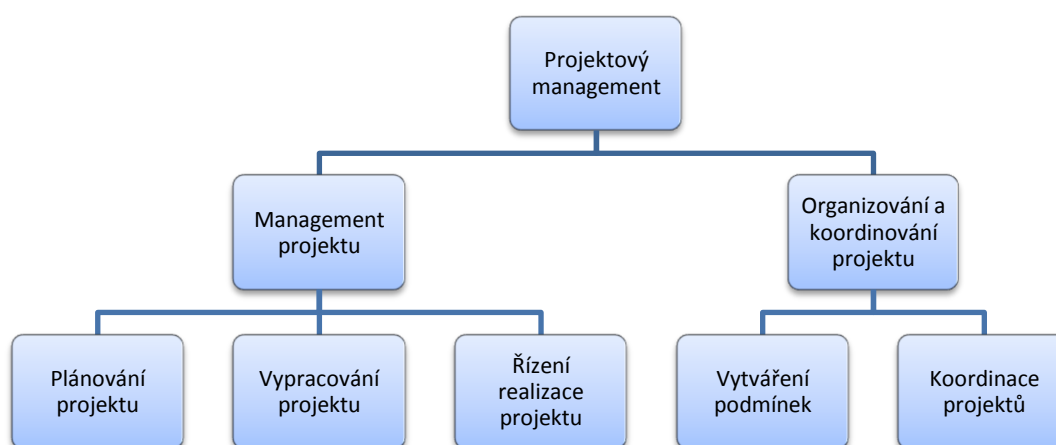 Projektový
management
Management
projektu
Organizování a
koordinování
projektu
Plánování
projektu
Vypracování
projektu
Řízení
realizace
projektu
Vytváření
podmínek
Koordinace
projektů